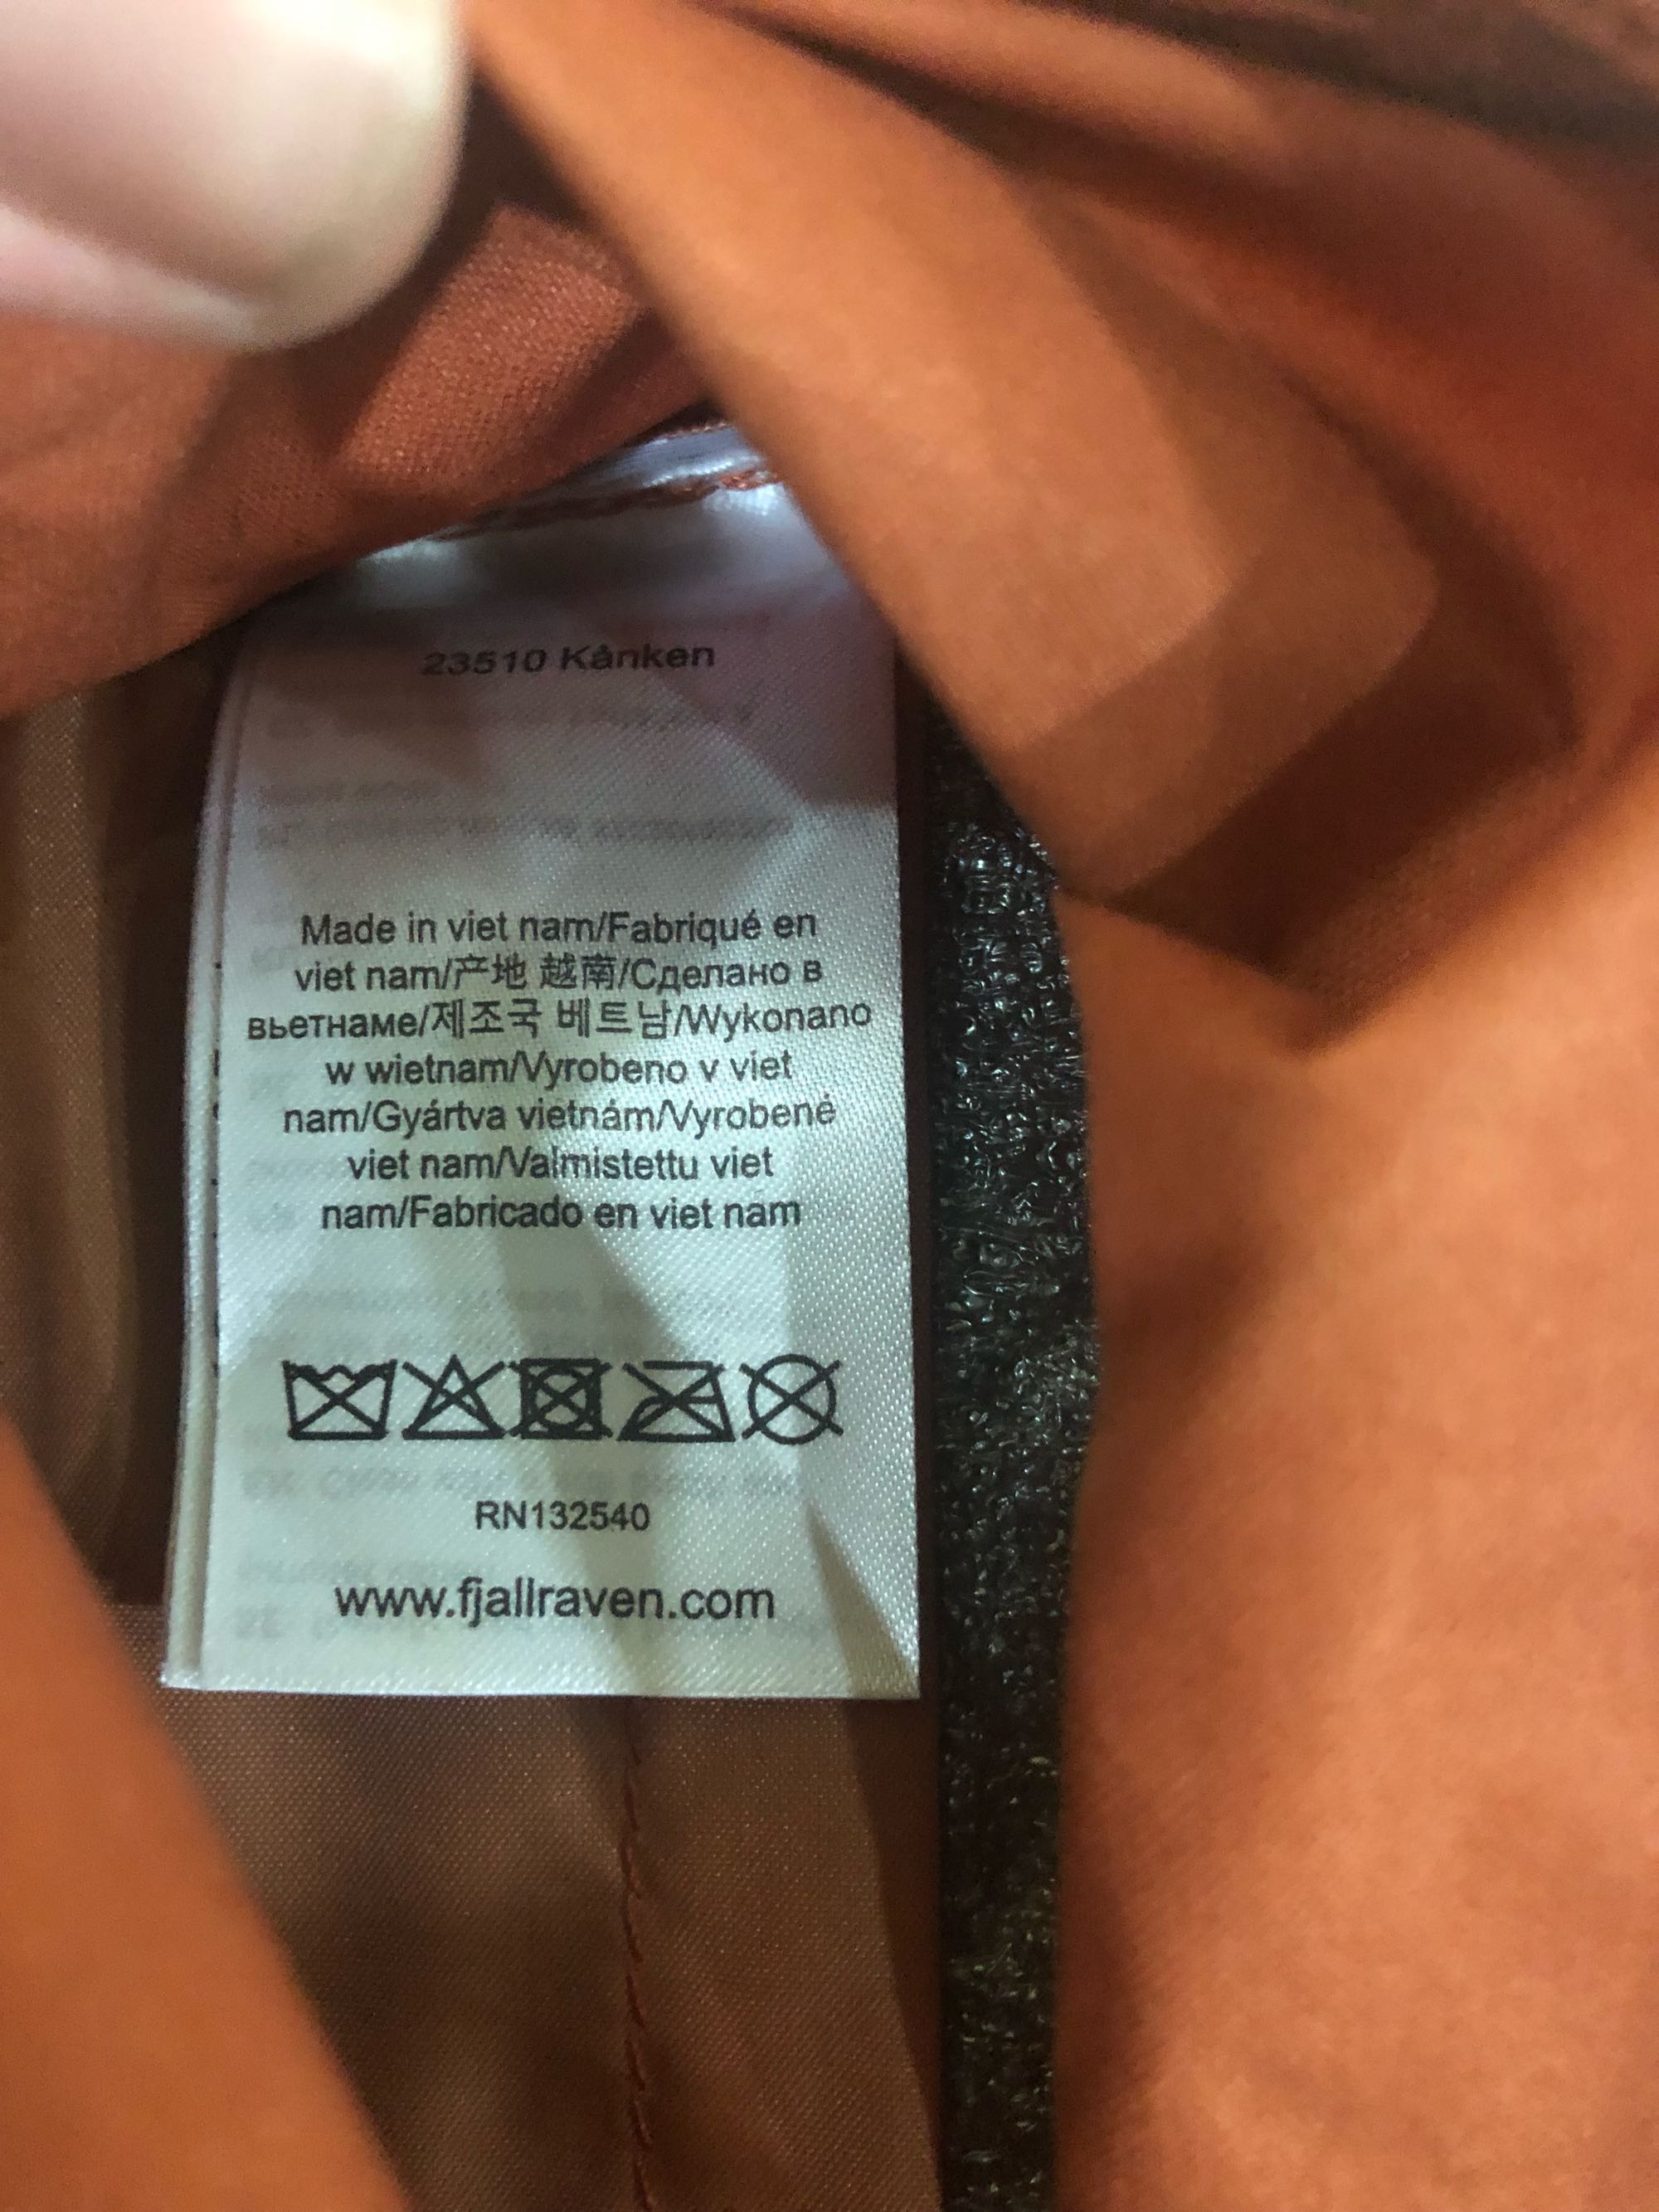 23510 Kånken
Made in viet nam/Fabriqué en
viet nam/产地 越南/Сделано в
вьетнаме/제조국 베트남/Wykonano
w wietnam/Vyrobeno v viet
nam/Gyártva vietnám/Vyrobené
viet nam/Valmistettu viet
nam/Fabricado en viet nam
RN132540
www.fjallraven.com